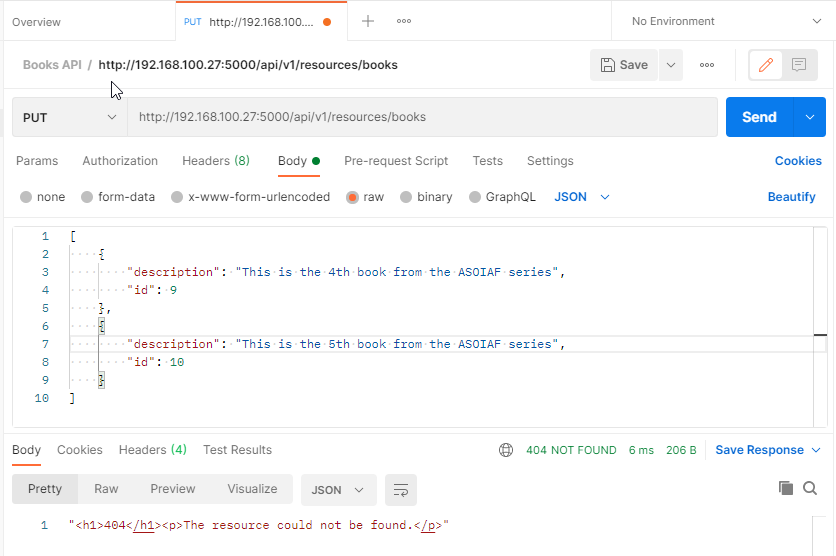 Overview
PUT http://192.168.100....
No Environment
Books API / http://192.168.100.27:5000/api/v1/resources/books
Save
PUT http://192.168.100.27:5000/api/v1/resources/books Send
Params Authorization Headers (8) Body Pre-request Script Tests Settings Cookies
none form-data x-www-form-urlencoded raw binary GraphQL JSON Beautify
1 [
2 {
3 "description": "This is the 4th book from the ASOIAF series",
4 "id": 9
5 },
6 {
7 "description": "This is the 5th book from the ASOIAF series",
8 "id": 10
9 }
10 ]
Body Cookies Headers (4) Test Results 404 NOT FOUND 6 ms 206 B Save Response
Pretty Raw Preview Visualize JSON
1 "<h1>404</h1><p>The resource could not be found.</p>"